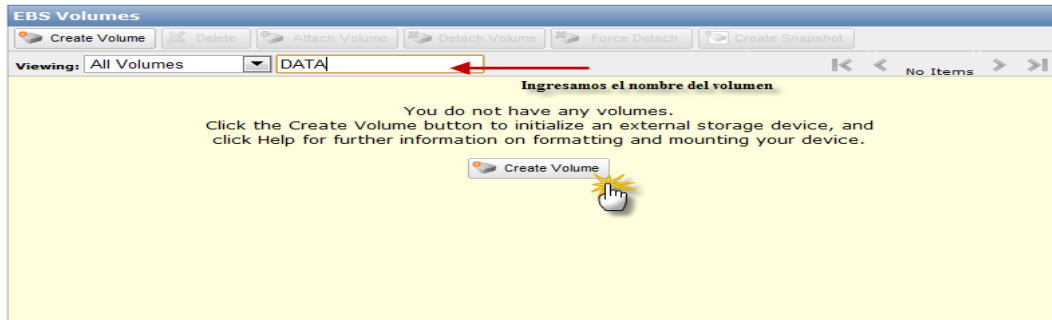 EBS Volumes
Create Volume Delete Attach Volume Detach Volume Force Detach Create Snapshot
Viewing: All Volumes DATA No Items
Ingresamos el nombre del volumen
You do not have any volumes.
Click the Create Volume button to initialize an external storage device, and
click Help for further information on formatting and mounting your device.
Create Volume